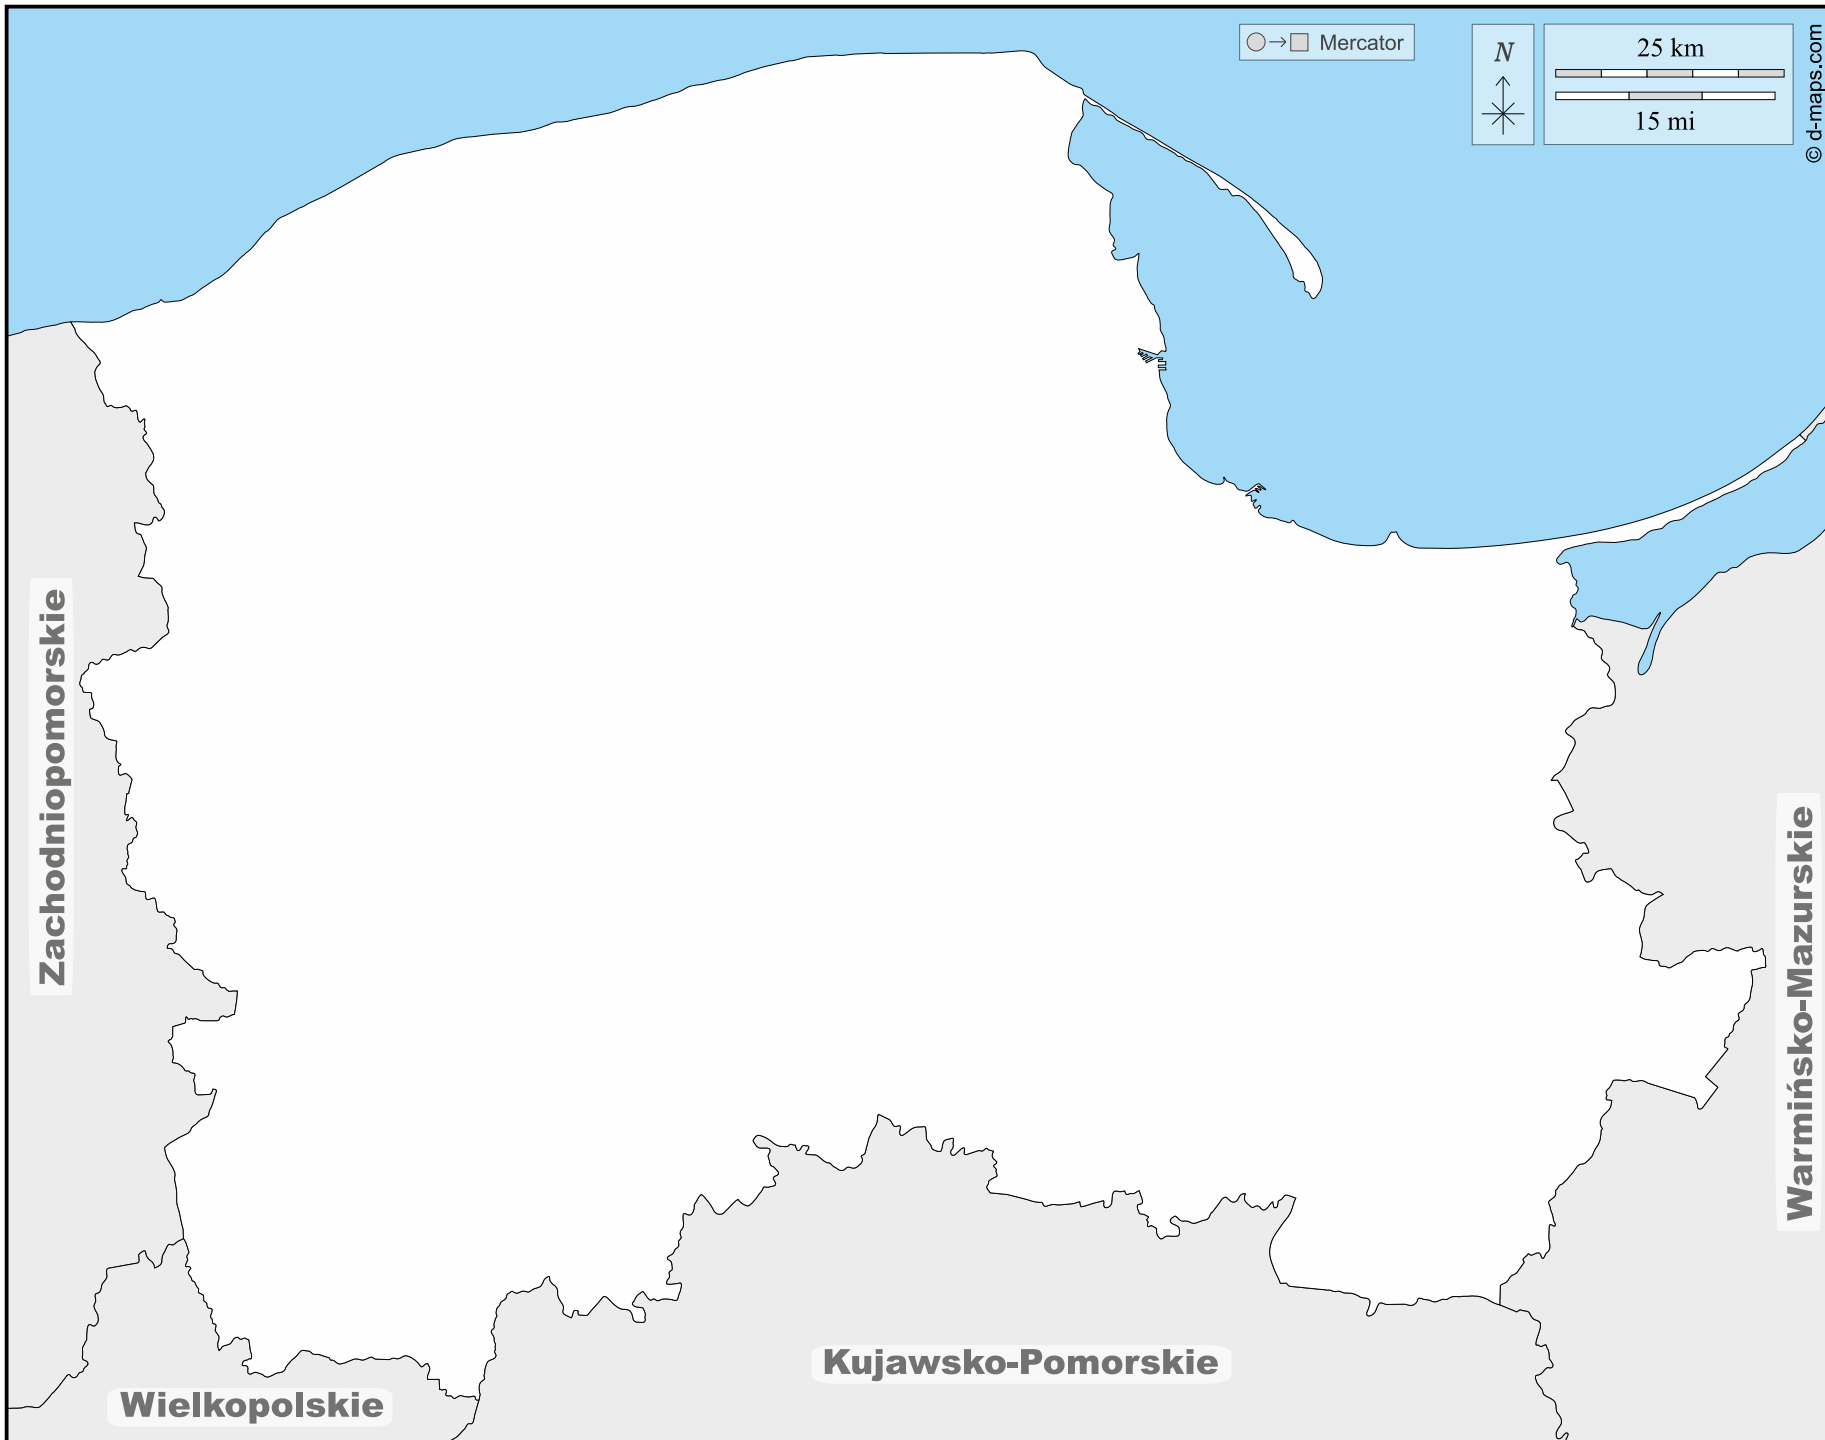 Mercator
N
25 km
15 mi
© d-maps.com
Zachodniopomorskie
Warmińsko-Mazurskie
Kujawsko-Pomorskie
Wielkopolskie